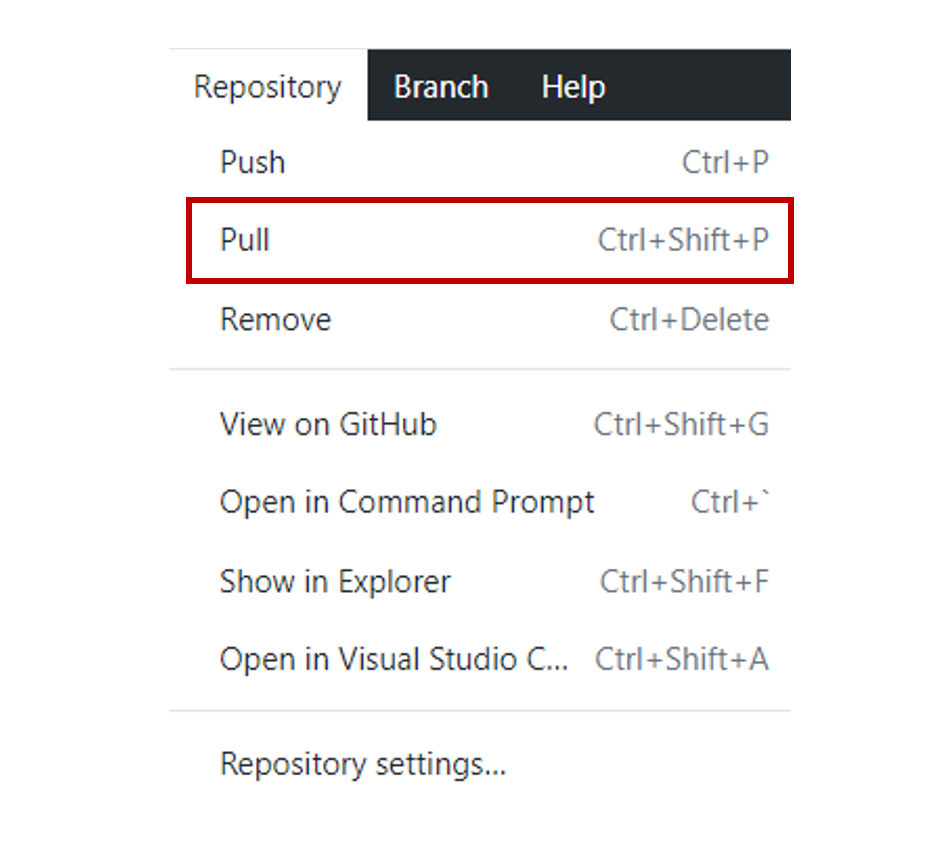 Repository Branch Help
Push Ctrl+P
Pull Ctrl+Shift+P
Remove Ctrl+Delete
View on GitHub Ctrl+Shift+G
Open in Command Prompt Ctrl+`
Show in Explorer Ctrl+Shift+F
Open in Visual Studio C... Ctrl+Shift+A
Repository settings...